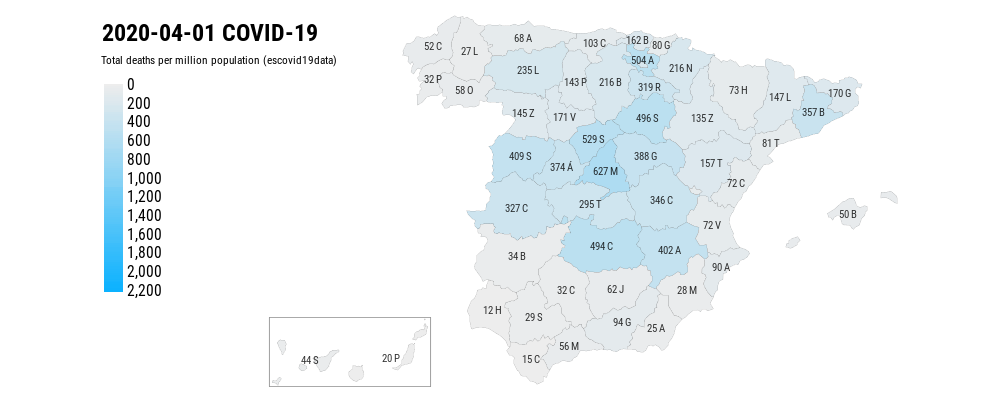 2020-04-01 COVID-19
Total deaths per million population (escovid19data)
0
200
400
600
800
1,000
1,200
1,400
1,600
1,800
2,000
2,200
52 C
27 L
68 A
103 C
162 B
80 G
504 A
216 N
32 P
58 O
235 L
143 P
216 B
319 R
73 H
147 L
170 G
357 B
145 Z
171 V
496 S
135 Z
81 T
529 S
409 S
374 Á
627 M
388 G
157 T
72 C
327 C
295 T
346 C
72 V
50 B
34 B
494 C
402 A
90 A
12 H
32 C
62 J
28 M
29 S
94 G
25 A
15 C
56 M
44 S
20 P